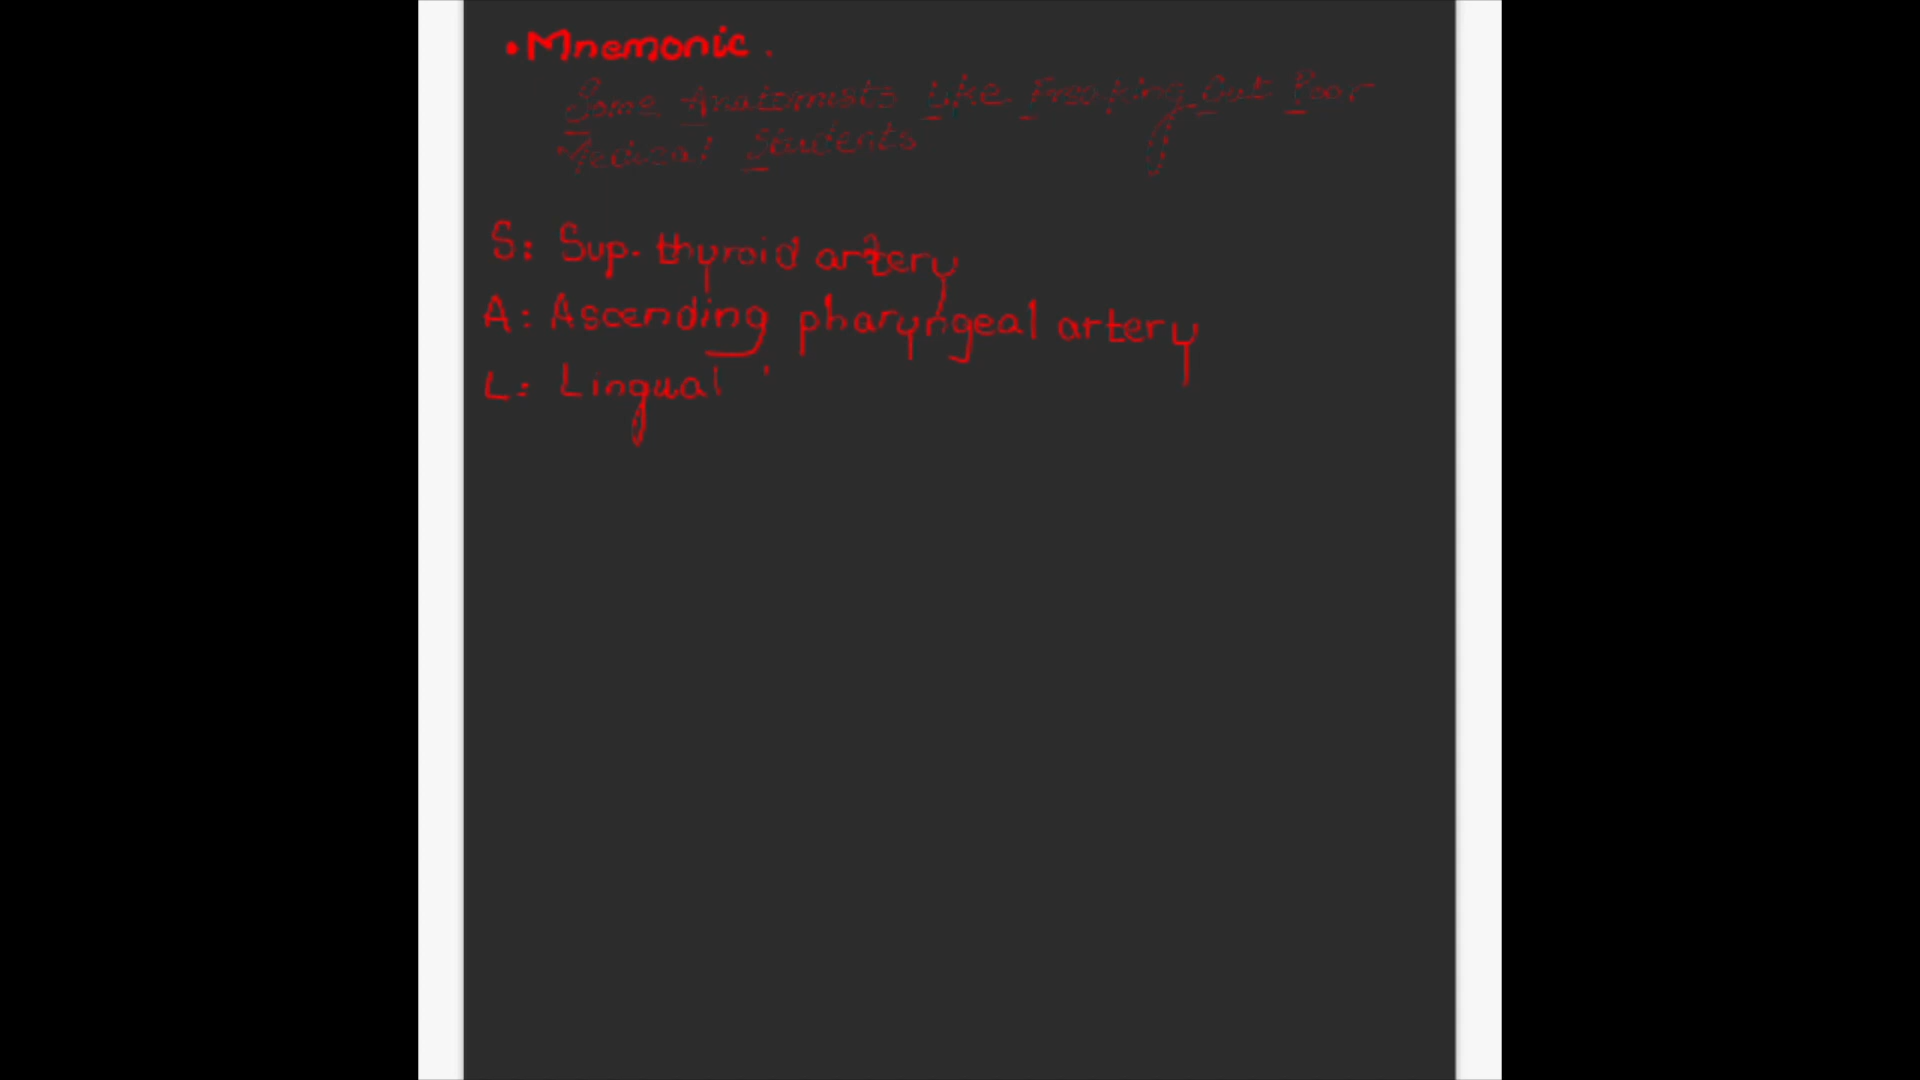 • Mnemonic .
Some Anatomists Like Freaking Out Poor
Medical Students
S: Sup. thyroid artery
A: Ascending pharyngeal artery
L: Lingual '